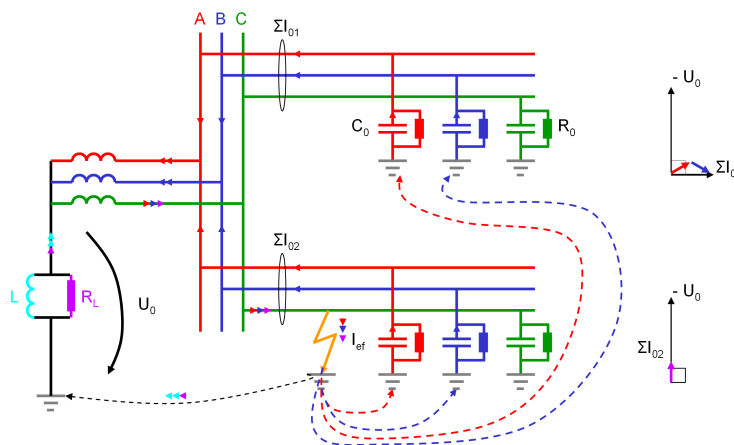 A B C
ΣI01
- U0
C0
R0
ΣI0
ΣI02
L
RL
U0
Ief
- U0
ΣI02